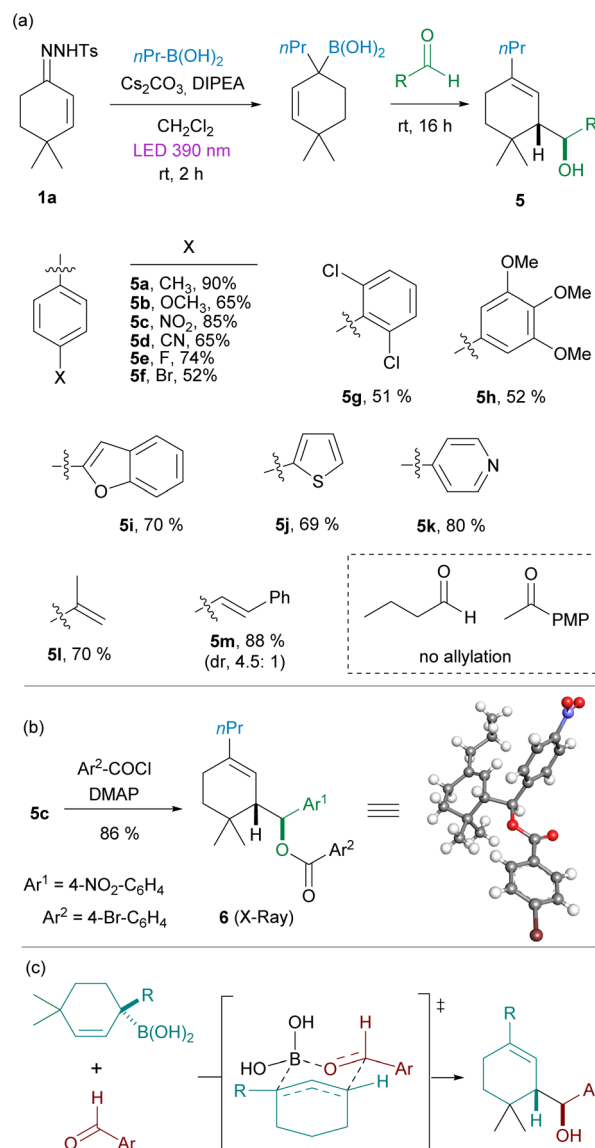 (a)
NNHTs
nPr-B(OH)₂
Cs₂CO₃, DIPEA
CH₂Cl₂
LED 390 nm
rt, 2 h
1a
nPr B(OH)₂
O
R H
rt, 16 h
nPr
R
H
OH
5
X
5a, CH₃, 90%
5b, OCH₃, 65%
5c, NO₂, 85%
5d, CN, 65%
5e, F, 74%
5f, Br, 52%
X
Cl
Cl
5g, 51 %
OMe
OMe
OMe
5h, 52 %
O
5i, 70 %
S
5j, 69 %
N
5k, 80 %
5l, 70 %
Ph
5m, 88 %
(dr, 4.5: 1)
O
H
O
PMP
no allylation
(b)
5c
Ar²-COCl
DMAP
86 %
Ar¹ = 4-NO₂-C₆H₄
Ar² = 4-Br-C₆H₄
nPr
Ar¹
H
O
Ar²
O
6 (X-Ray)
(c)
R
B(OH)₂
+
H
O Ar
OH
HO B
O
H
Ar
R
H
‡
R
H
OH